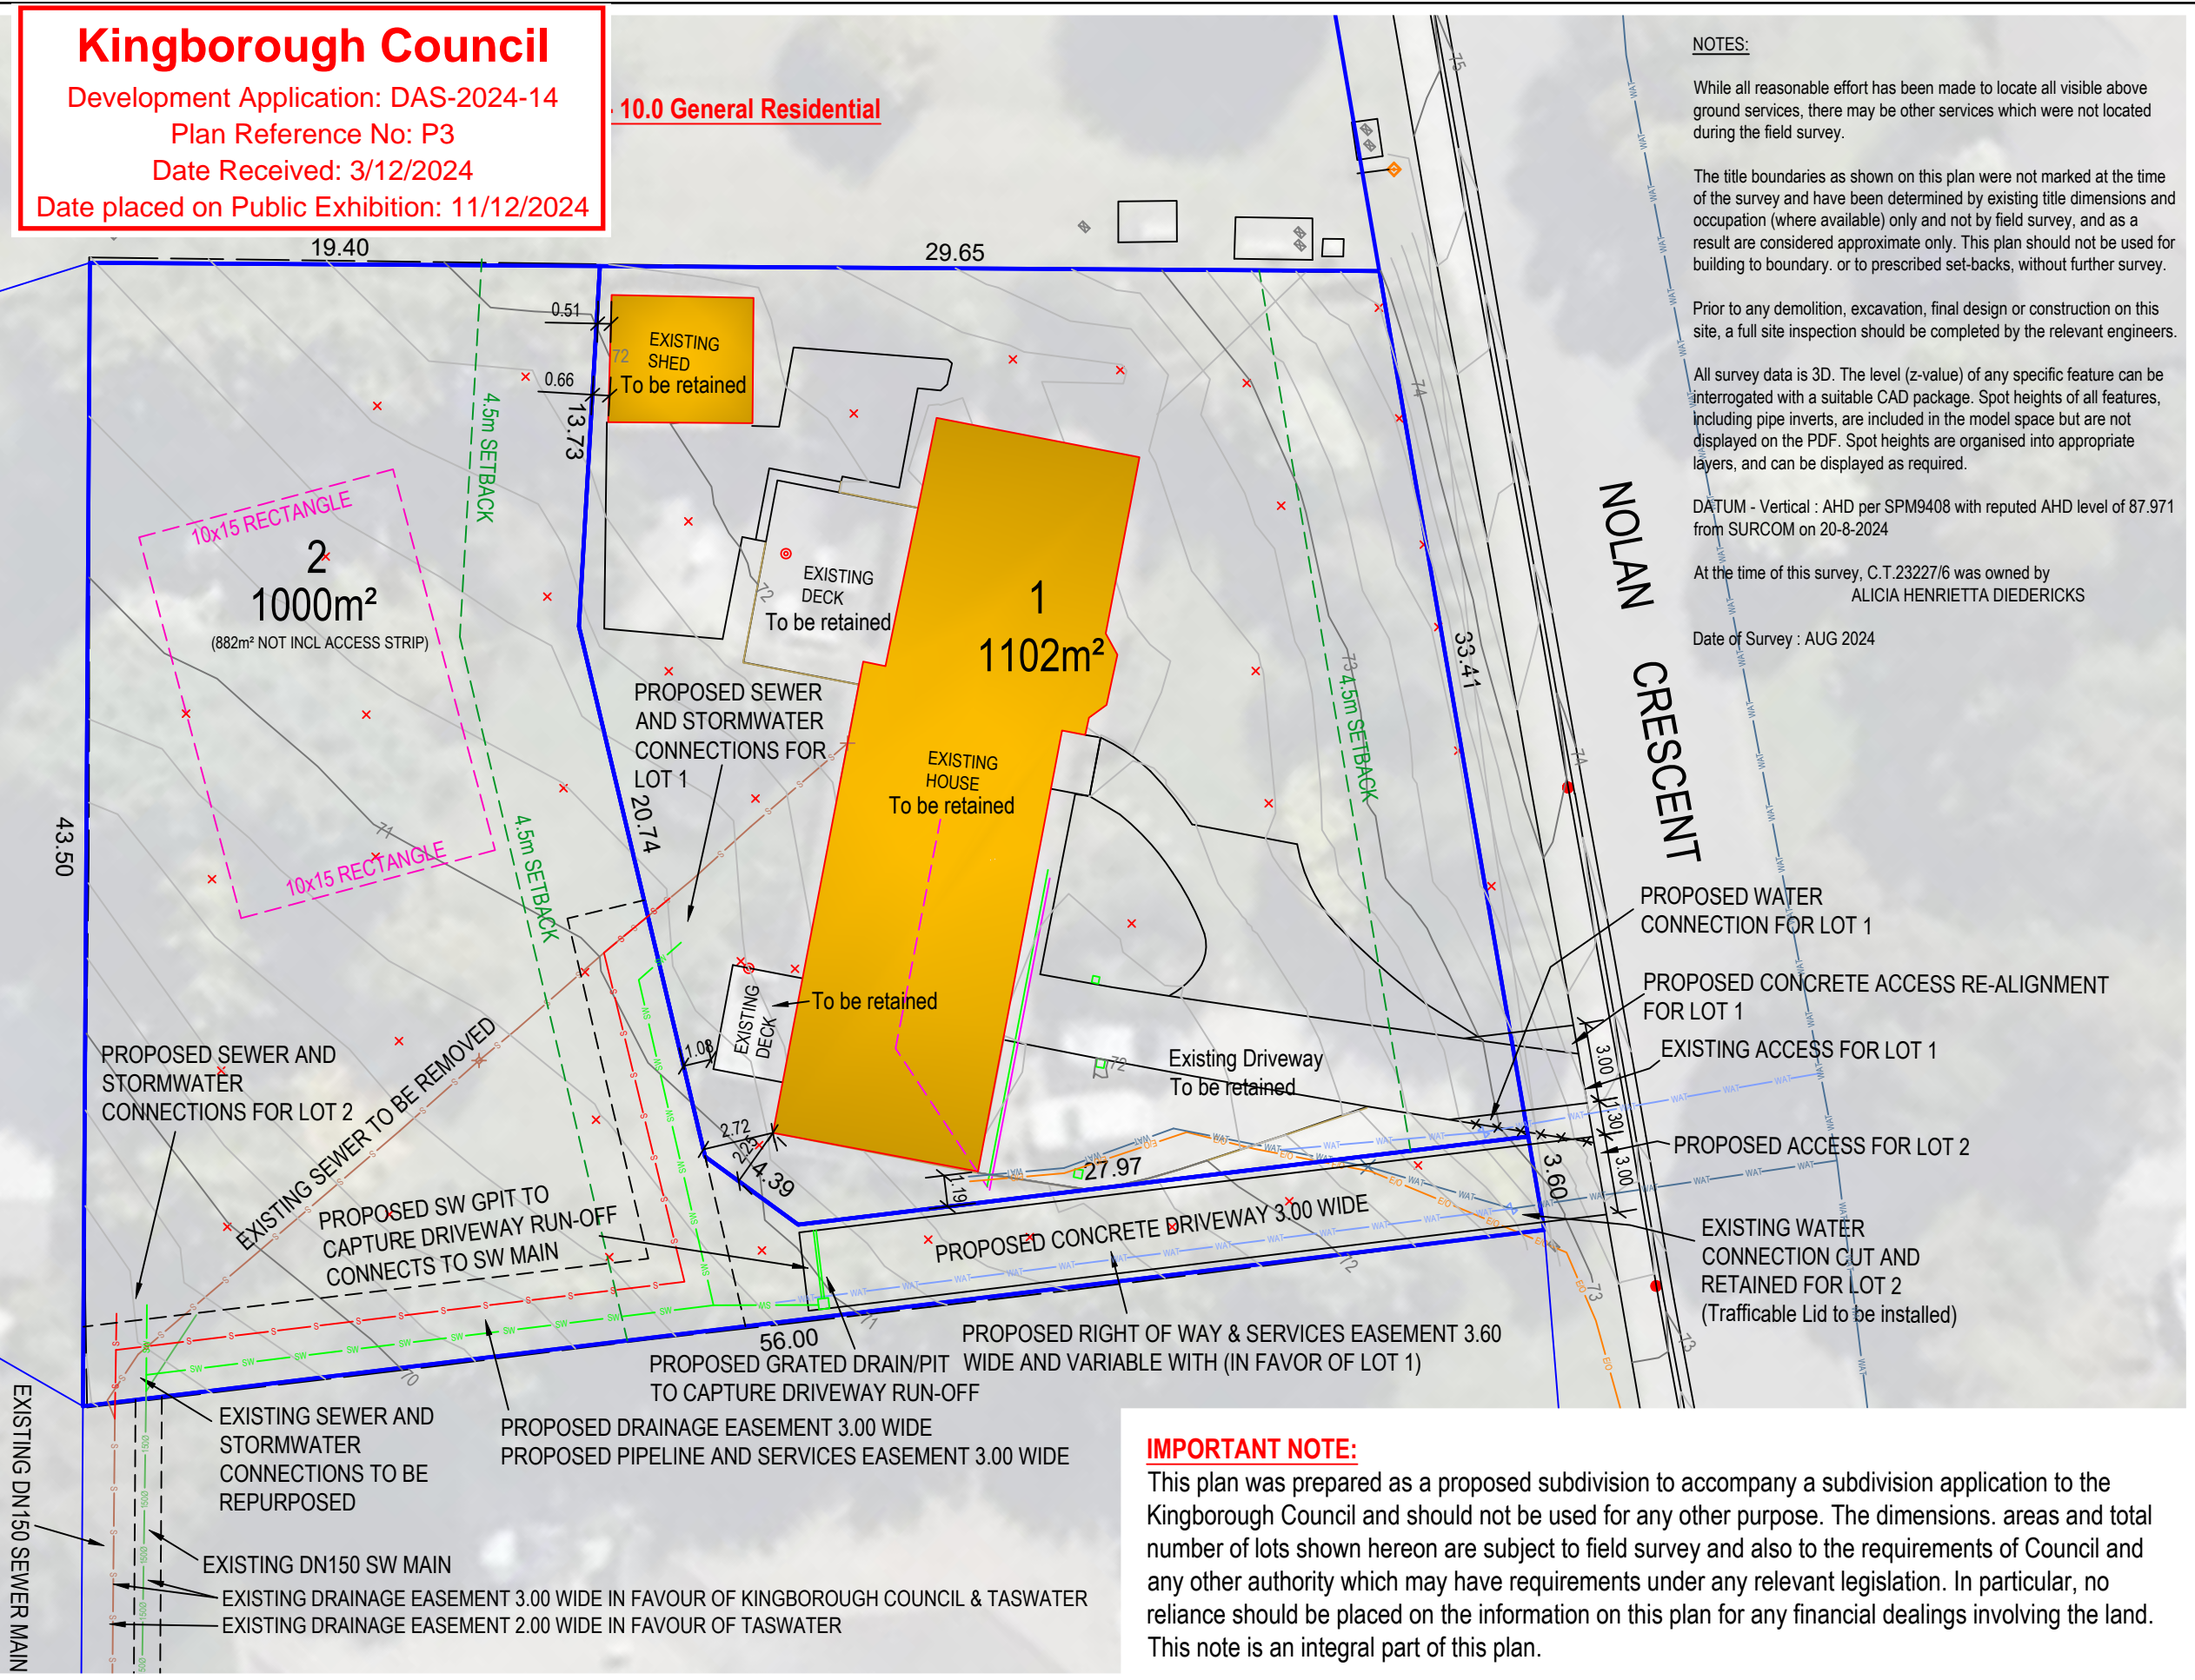 Kingborough Council
Development Application: DAS-2024-14
Plan Reference No: P3
Date Received: 3/12/2024
Date placed on Public Exhibition: 11/12/2024
- 10.0 General Residential
NOTES:
While all reasonable effort has been made to locate all visible above
ground services, there may be other services which were not located
during the field survey.
The title boundaries as shown on this plan were not marked at the time
of the survey and have been determined by existing title dimensions and
occupation (where available) only and not by field survey, and as a
result are considered approximate only. This plan should not be used for
building to boundary. or to prescribed set-backs, without further survey.
Prior to any demolition, excavation, final design or construction on this
site, a full site inspection should be completed by the relevant engineers.
All survey data is 3D. The level (z-value) of any specific feature can be
interrogated with a suitable CAD package. Spot heights of all features,
including pipe inverts, are included in the model space but are not
displayed on the PDF. Spot heights are organised into appropriate
layers, and can be displayed as required.
DATUM - Vertical : AHD per SPM9408 with reputed AHD level of 87.971
from SURCOM on 20-8-2024
At the time of this survey, C.T.23227/6 was owned by
ALICIA HENRIETTA DIEDERICKS
Date of Survey : AUG 2024
19.40
29.65
0.51
0.66
13.73
72
EXISTING
SHED
To be retained
4.5m SETBACK
10x15 RECTANGLE
2
1000m²
(882m² NOT INCL ACCESS STRIP)
10x15 RECTANGLE
71
43.50
4.5m SETBACK
20.74
EXISTING
DECK
To be retained
72
1
1102m²
EXISTING
HOUSE
To be retained
PROPOSED SEWER
AND STORMWATER
CONNECTIONS FOR
LOT 1
75
74
73
4.5m SETBACK
33.41
74
NOLAN CRESCENT
EXISTING
DECK
To be retained
1.08
2.72
2.25
4.39
1.19
27.97
Existing Driveway
To be retained
72
PROPOSED WATER
CONNECTION FOR LOT 1
PROPOSED CONCRETE ACCESS RE-ALIGNMENT
FOR LOT 1
EXISTING ACCESS FOR LOT 1
PROPOSED ACCESS FOR LOT 2
3.00
1.30
3.00
3.60
EXISTING WATER
CONNECTION CUT AND
RETAINED FOR LOT 2
(Trafficable Lid to be installed)
PROPOSED SEWER AND
STORMWATER
CONNECTIONS FOR LOT 2
EXISTING SEWER TO BE REMOVED
PROPOSED SW GPIT TO
CAPTURE DRIVEWAY RUN-OFF
CONNECTS TO SW MAIN
PROPOSED CONCRETE DRIVEWAY 3.00 WIDE
72
73
73
71
70
56.00
PROPOSED GRATED DRAIN/PIT
TO CAPTURE DRIVEWAY RUN-OFF
PROPOSED RIGHT OF WAY & SERVICES EASEMENT 3.60
WIDE AND VARIABLE WITH (IN FAVOR OF LOT 1)
PROPOSED DRAINAGE EASEMENT 3.00 WIDE
PROPOSED PIPELINE AND SERVICES EASEMENT 3.00 WIDE
EXISTING SEWER AND
STORMWATER
CONNECTIONS TO BE
REPURPOSED
EXISTING DN150 SEWER MAIN
EXISTING DN150 SW MAIN
EXISTING DRAINAGE EASEMENT 3.00 WIDE IN FAVOUR OF KINGBOROUGH COUNCIL & TASWATER
EXISTING DRAINAGE EASEMENT 2.00 WIDE IN FAVOUR OF TASWATER
IMPORTANT NOTE:
This plan was prepared as a proposed subdivision to accompany a subdivision application to the
Kingborough Council and should not be used for any other purpose. The dimensions. areas and total
number of lots shown hereon are subject to field survey and also to the requirements of Council and
any other authority which may have requirements under any relevant legislation. In particular, no
reliance should be placed on the information on this plan for any financial dealings involving the land.
This note is an integral part of this plan.